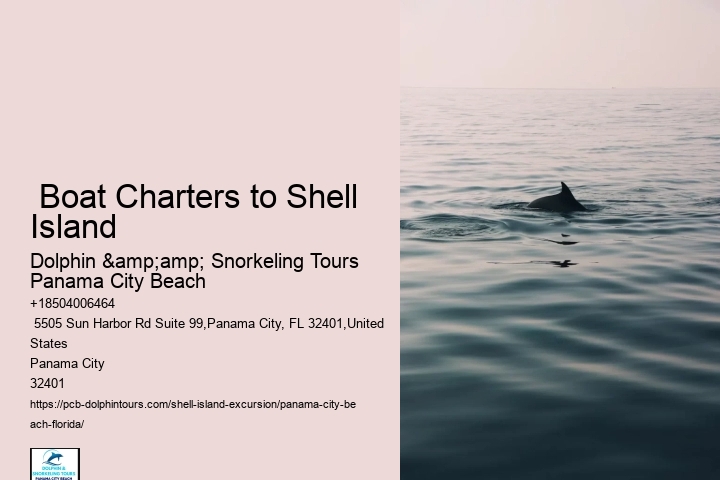 Boat Charters to Shell
Island
Dolphin &amp;amp; Snorkeling Tours
Panama City Beach
+18504006464
5505 Sun Harbor Rd Suite 99,Panama City, FL 32401,United
States
Panama City
32401
https://pcb-dolphintours.com/shell-island-excursion/panama-city-be
ach-florida/
DOLPHIN &
SNORKELING TOURS
PANAMA CITY BEACH